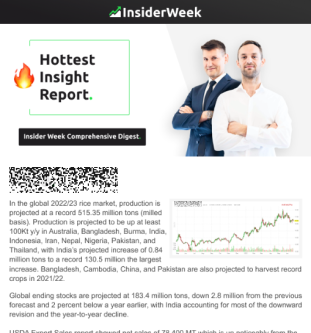 InsiderWeek
Hottest
Insight
Report.
Insider Week Comprehensive Digest.
In the global 2022/23 rice market, production is
projected at a record 515.35 million tons (milled
basis). Production is projected to be up at least
100Kt y/y in Australia, Bangladesh, Burma, India,
Indonesia, Iran, Nepal, Nigeria, Pakistan, and
Thailand, with India's projected increase of 0.84
million tons to a record 130.5 million the largest
increase. Bangladesh, Cambodia, China, and Pakistan are also projected to harvest record
crops in 2021/22.
Global ending stocks are projected at 183.4 million tons, down 2.8 million from the previous
forecast and 2 percent below a year earlier, with India accounting for most of the downward
revision and the year-to-year decline.